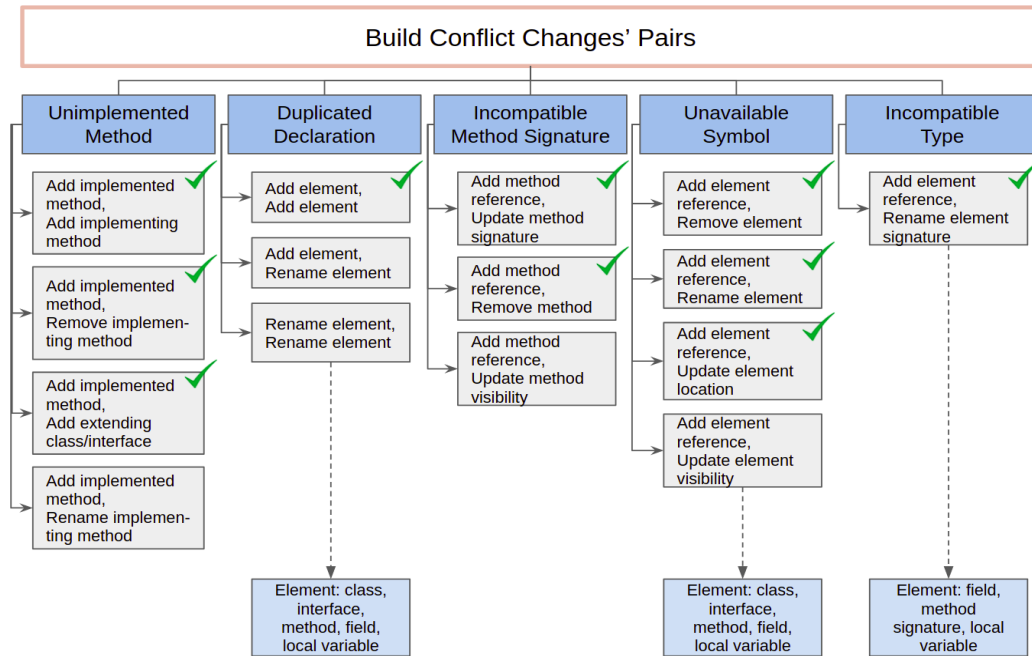 Build Conflict Changes' Pairs
Unimplemented
Method
Add implemented
method,
Add implementing
method
Add implemented
method,
Remove implemen-
ting method
Add implemented
method,
Add extending
class/interface
Add implemented
method,
Rename implemen-
ting method
Duplicated
Declaration
Add element,
Add element
Add element,
Rename element
Rename element,
Rename element
Element: class,
interface,
method, field,
local variable
Incompatible
Method Signature
Add method
reference,
Update method
signature
Add method
reference,
Remove method
Add method
reference,
Update method
visibility
Unavailable
Symbol
Add element
reference,
Remove element
Add element
reference,
Rename element
Add element
reference,
Update element
location
Add element
reference,
Update element
visibility
Element: class,
interface,
method, field,
local variable
Incompatible
Type
Add element
reference,
Rename element
signature
Element: field,
method
signature, local
variable